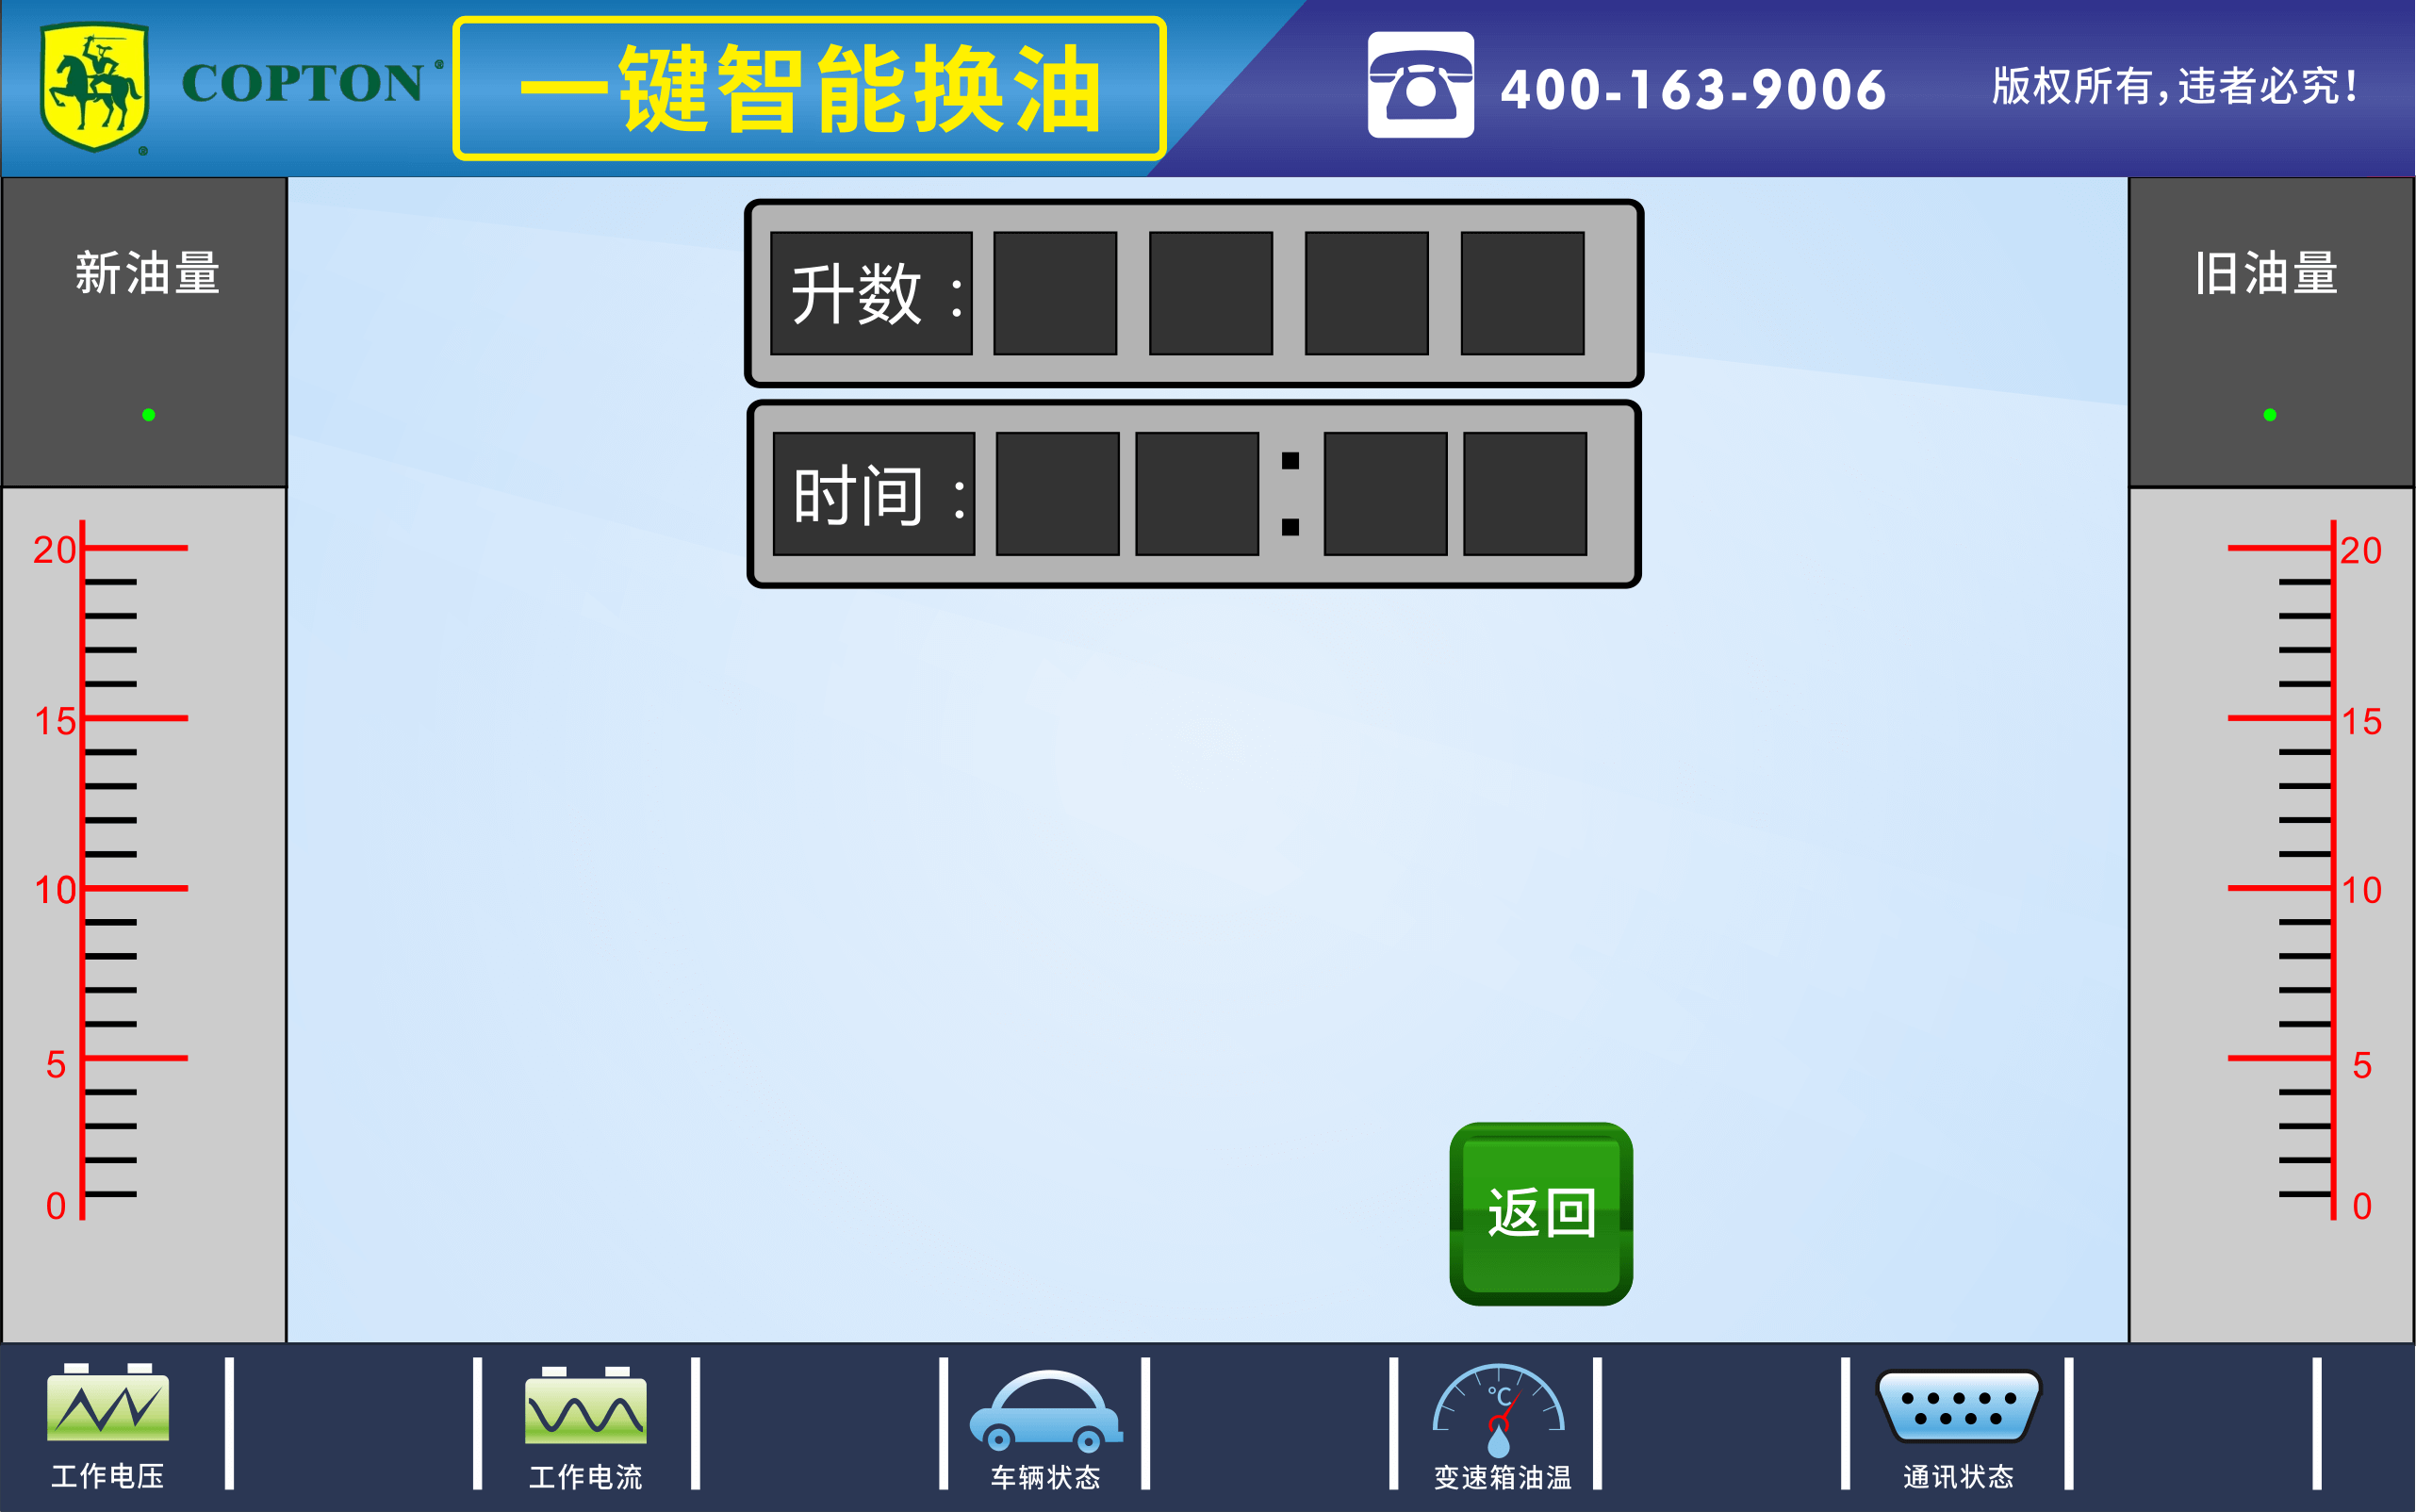 COPTON ®
®
一键智能换油
400-163-9006
版权所有,违者必究!
新油量
升数:
旧油量
时间:
:
20
15
10
5
0
20
15
10
5
0
返回
工作电压
工作电流
车辆状态
℃
变速箱油温
通讯状态